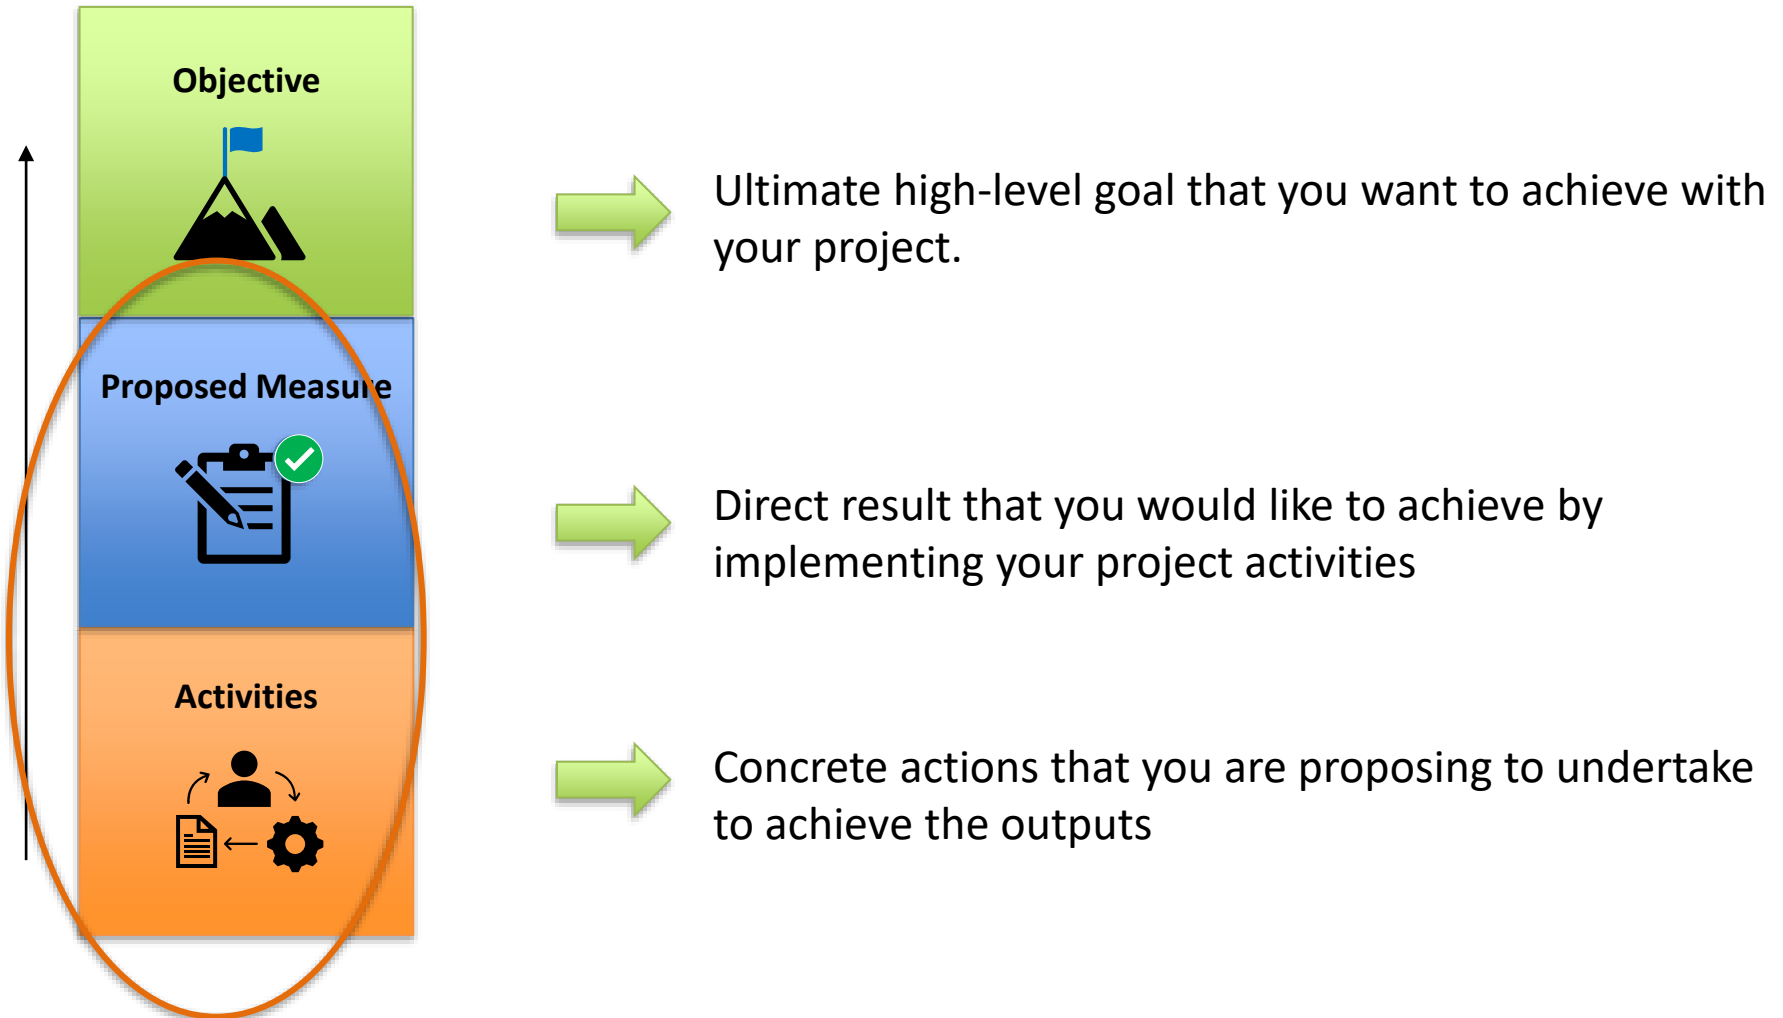 Objective
Ultimate high-level goal that you want to achieve with
your project.
Proposed Measure
Direct result that you would like to achieve by
implementing your project activities
Activities
Concrete actions that you are proposing to undertake
to achieve the outputs